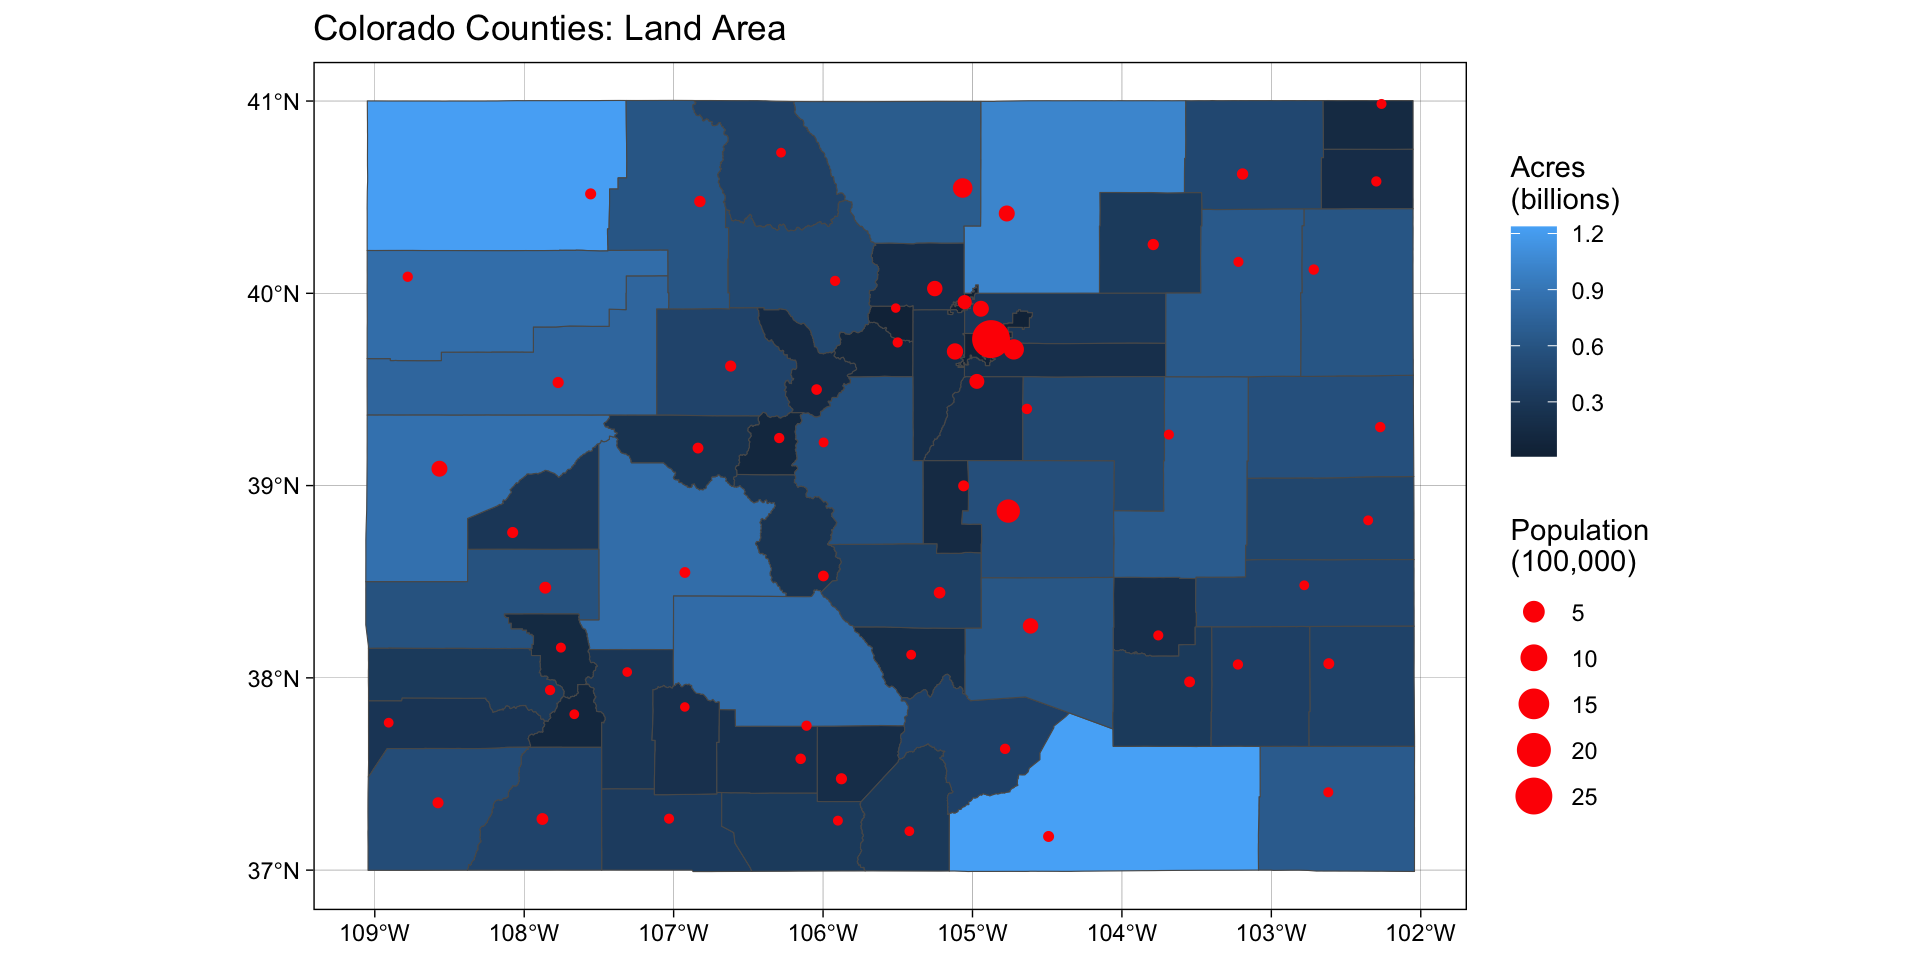 Colorado Counties: Land Area
41°N
40°N
39°N
38°N
37°N
109°W
108°W
107°W
106°W
105°W
104°W
103°W
102°W
Acres
(billions)
1.2
0.9
0.6
0.3
Population
(100,000)
5
10
15
20
25